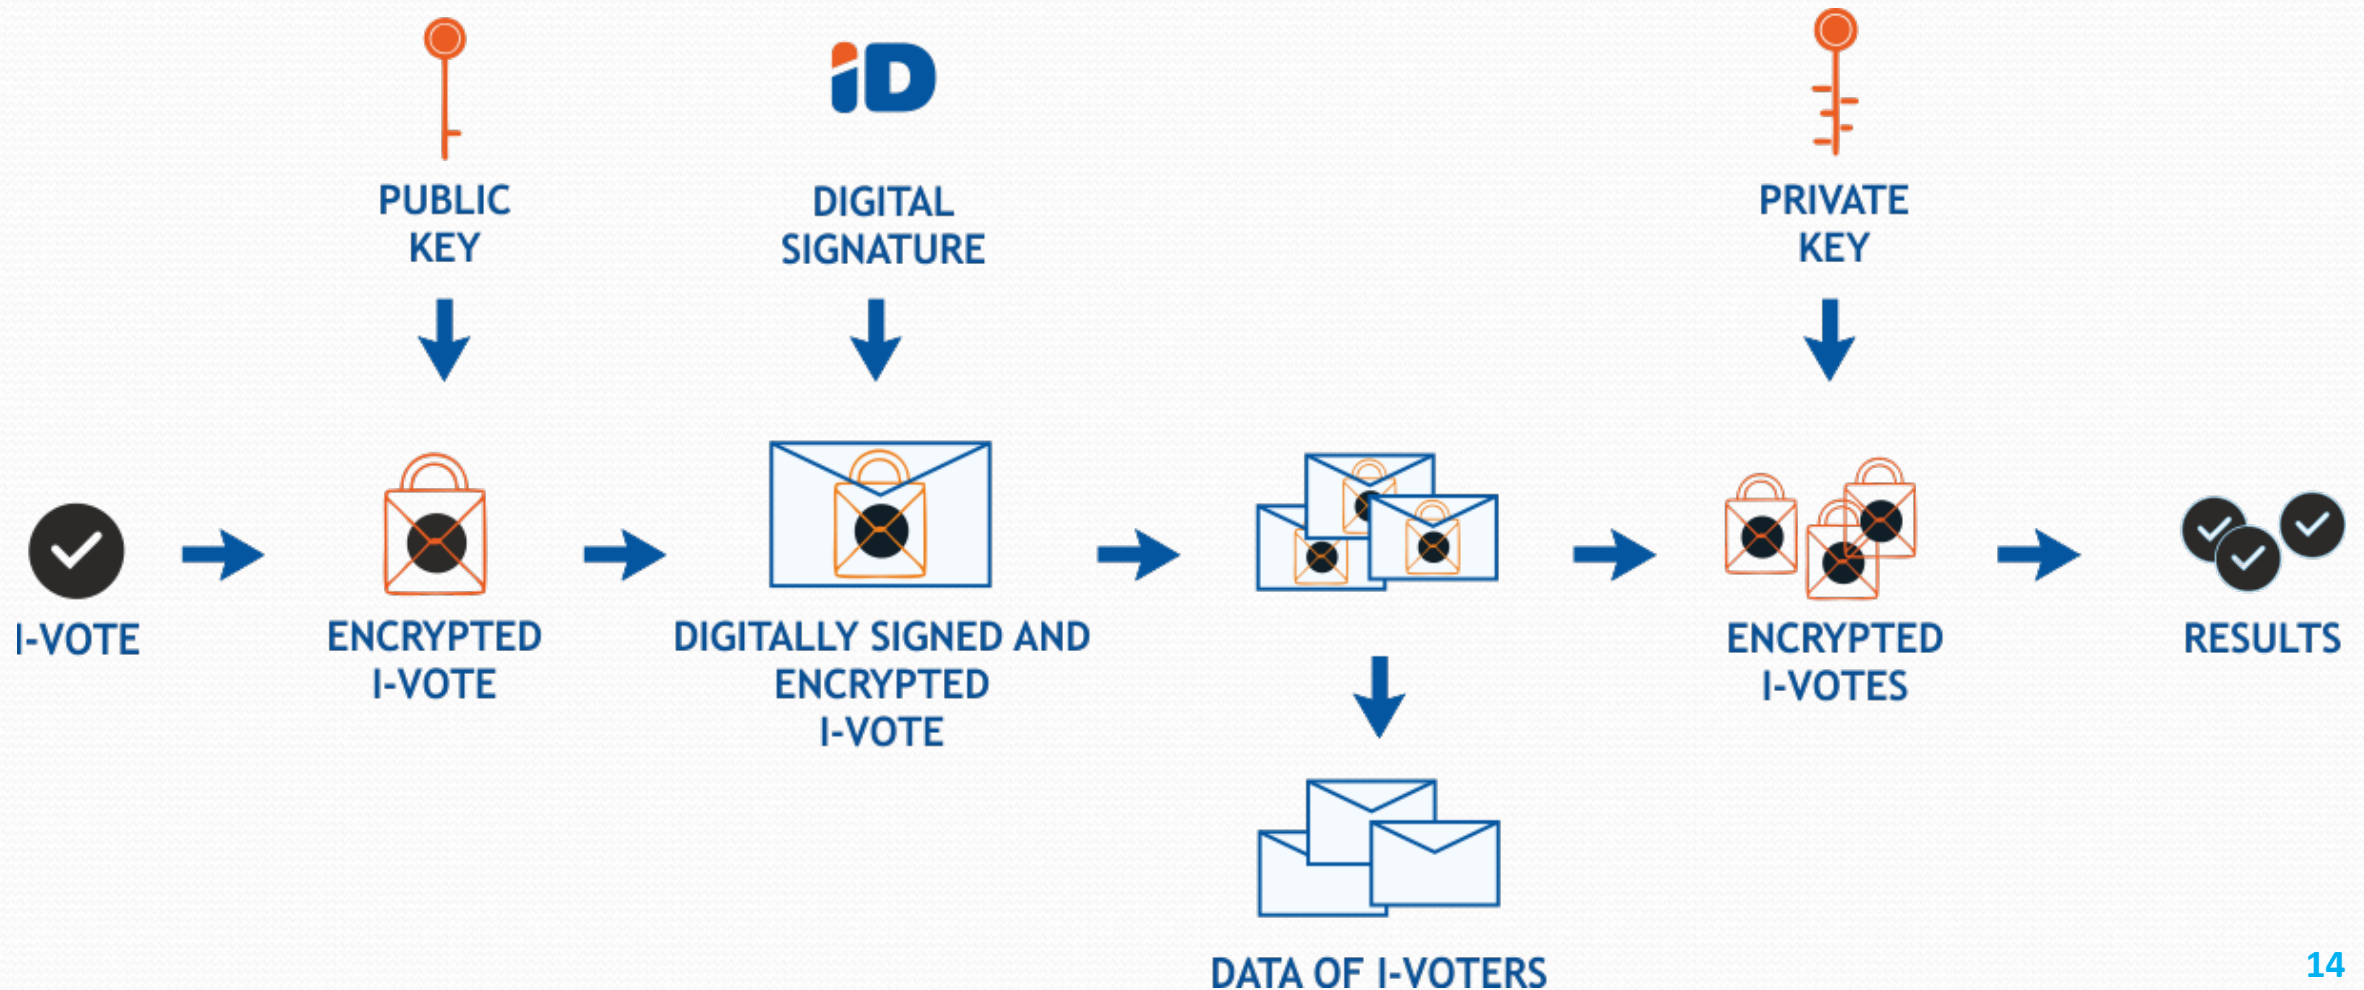 iD
PUBLIC
KEY
DIGITAL
SIGNATURE
PRIVATE
KEY
I-VOTE
ENCRYPTED
I-VOTE
DIGITALLY SIGNED AND
ENCRYPTED
I-VOTE
ENCRYPTED
I-VOTES
RESULTS
DATA OF I-VOTERS
14